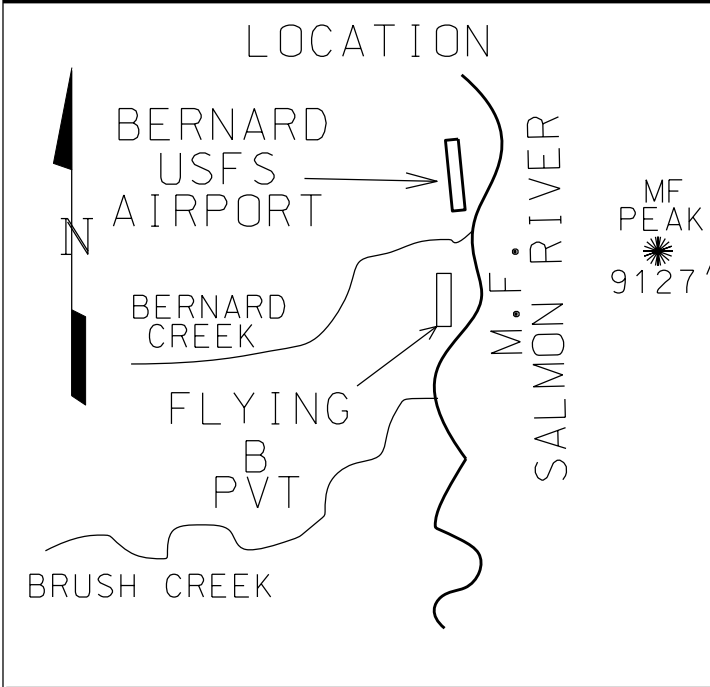 LOCATION
BERNARD
USFS
AIRPORT
N
MF
PEAK
9127'
M.F.
SALMON RIVER
BERNARD
CREEK
FLYING
B
PVT
BRUSH CREEK